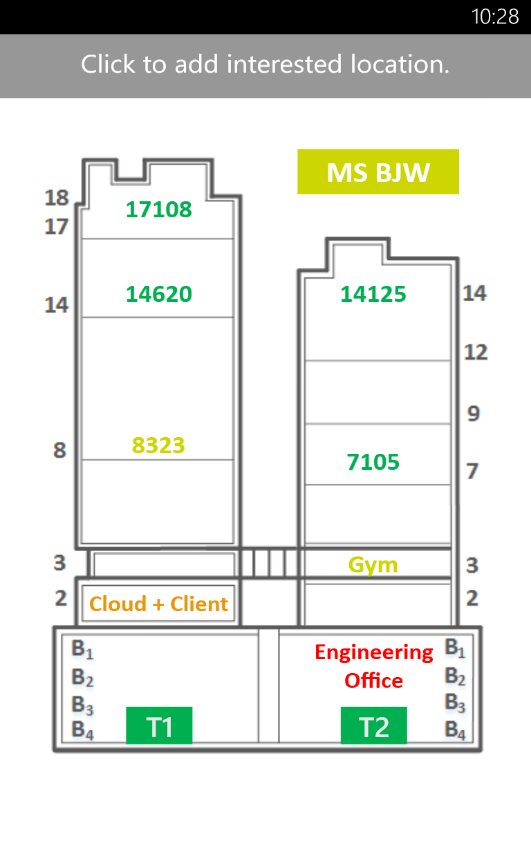 10:28
Click to add interested location.
MS BJW
18
17108
17
14620
14125
14
14
12
9
8323
8
7105
7
3
Gym
3
2
Cloud + Client
2
B₁
Engineering
B₁
B₂
Office
B₂
B₃
B₃
B₄
T1
T2
B₄